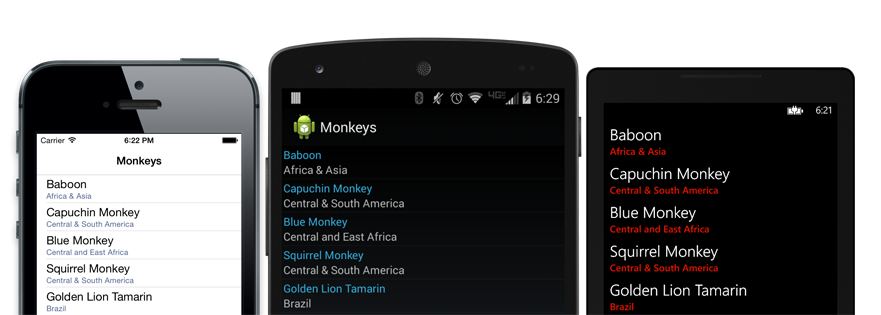 Carrier 6:22 PM
Monkeys
Baboon
Africa & Asia
Capuchin Monkey
Central & South America
Blue Monkey
Central and East Africa
Squirrel Monkey
Central & South America
Golden Lion Tamarin
Brazil
4G 6:29
Monkeys
Baboon
Africa & Asia
Capuchin Monkey
Central & South America
Blue Monkey
Central and East Africa
Squirrel Monkey
Central & South America
Golden Lion Tamarin
Brazil
6:21
Baboon
Africa & Asia
Capuchin Monkey
Central & South America
Blue Monkey
Central and East Africa
Squirrel Monkey
Central & South America
Golden Lion Tamarin
Brazil